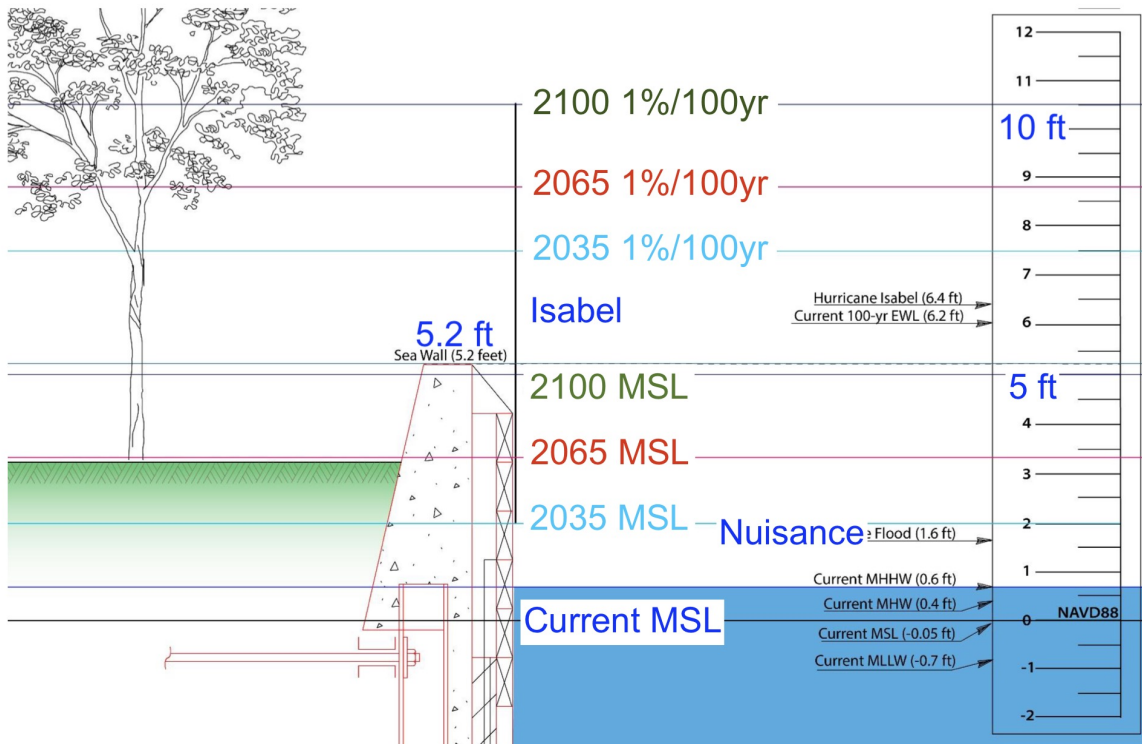 12
11
2100 1%/100yr
10 ft
9
2065 1%/100yr
8
2035 1%/100yr
7
Hurricane Isabel (6.4 ft)
Isabel
Current 100-yr EWL (6.2 ft)
6
5.2 ft
Sea Wall (5.2 feet)
2100 MSL
5 ft
4
2065 MSL
3
2035 MSL
2
Nuisance
Flood (1.6 ft)
1
Current MHHW (0.6 ft)
Current MHW (0.4 ft)
NAVD88
0
Current MSL
Current MSL (-0.05 ft)
Current MLLW (-0.7 ft)
-1
-2